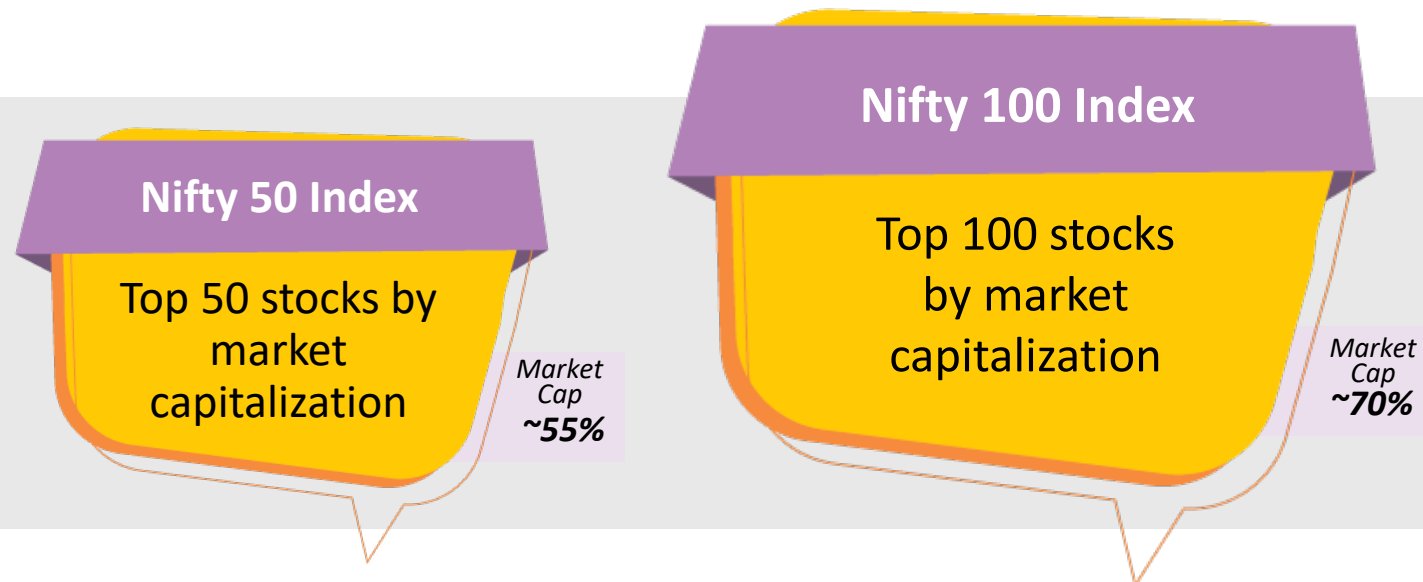 Nifty 50 Index
Top 50 stocks by
market
capitalization
Market
Cap
~55%
Nifty 100 Index
Top 100 stocks
by market
capitalization
Market
Cap
~70%